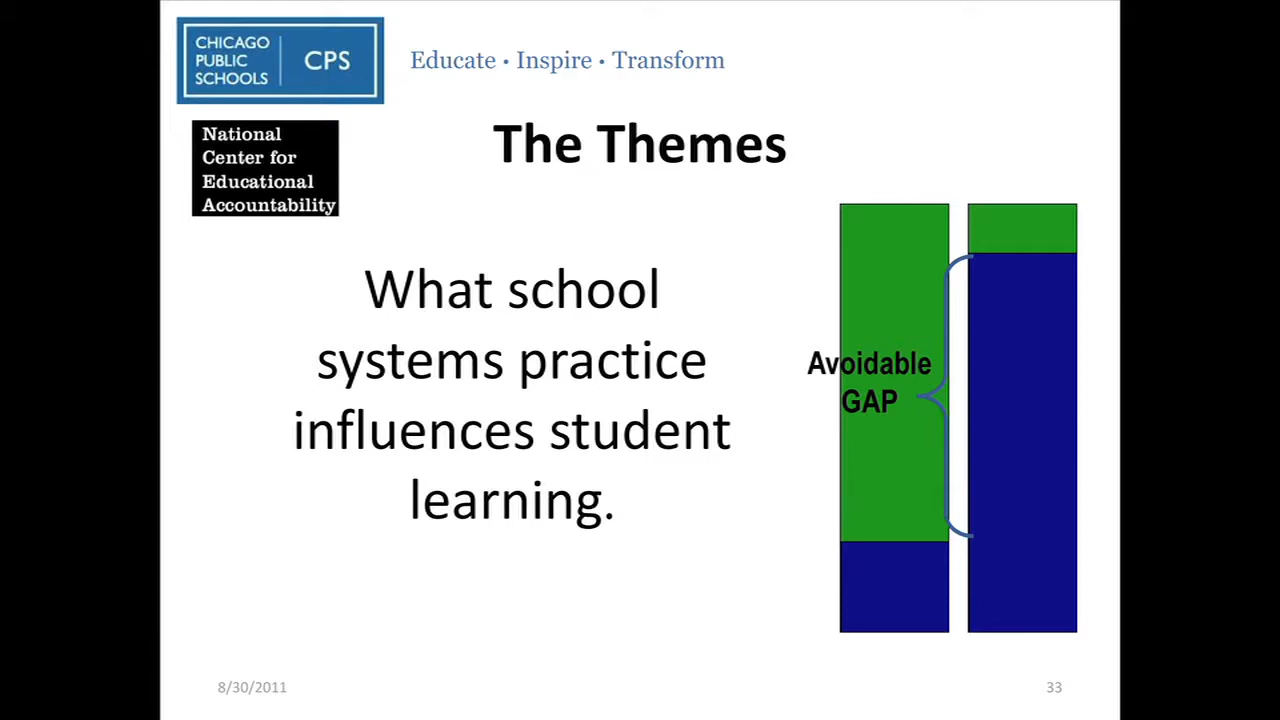 CHICAGO
PUBLIC
SCHOOLS
CPS
Educate • Inspire • Transform
National
Center for
Educational
Accountability
The Themes
What school
systems practice
influences student
learning.
Avoidable
GAP
8/30/2011
33